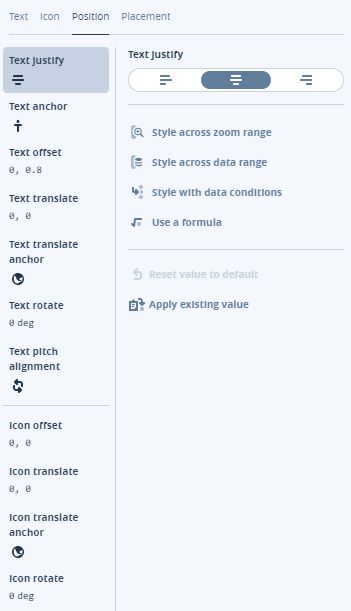 Text Icon Position Placement
Text justify
Text anchor
Text offset
0, 0.8
Text translate
0, 0
Text translate
anchor
Text rotate
0 deg
Text pitch
alignment
Icon offset
0, 0
Icon translate
0, 0
Icon translate
anchor
Icon rotate
0 deg
Text justify
Style across zoom range
Style across data range
Style with data conditions
Use a formula
Reset value to default
Apply existing value